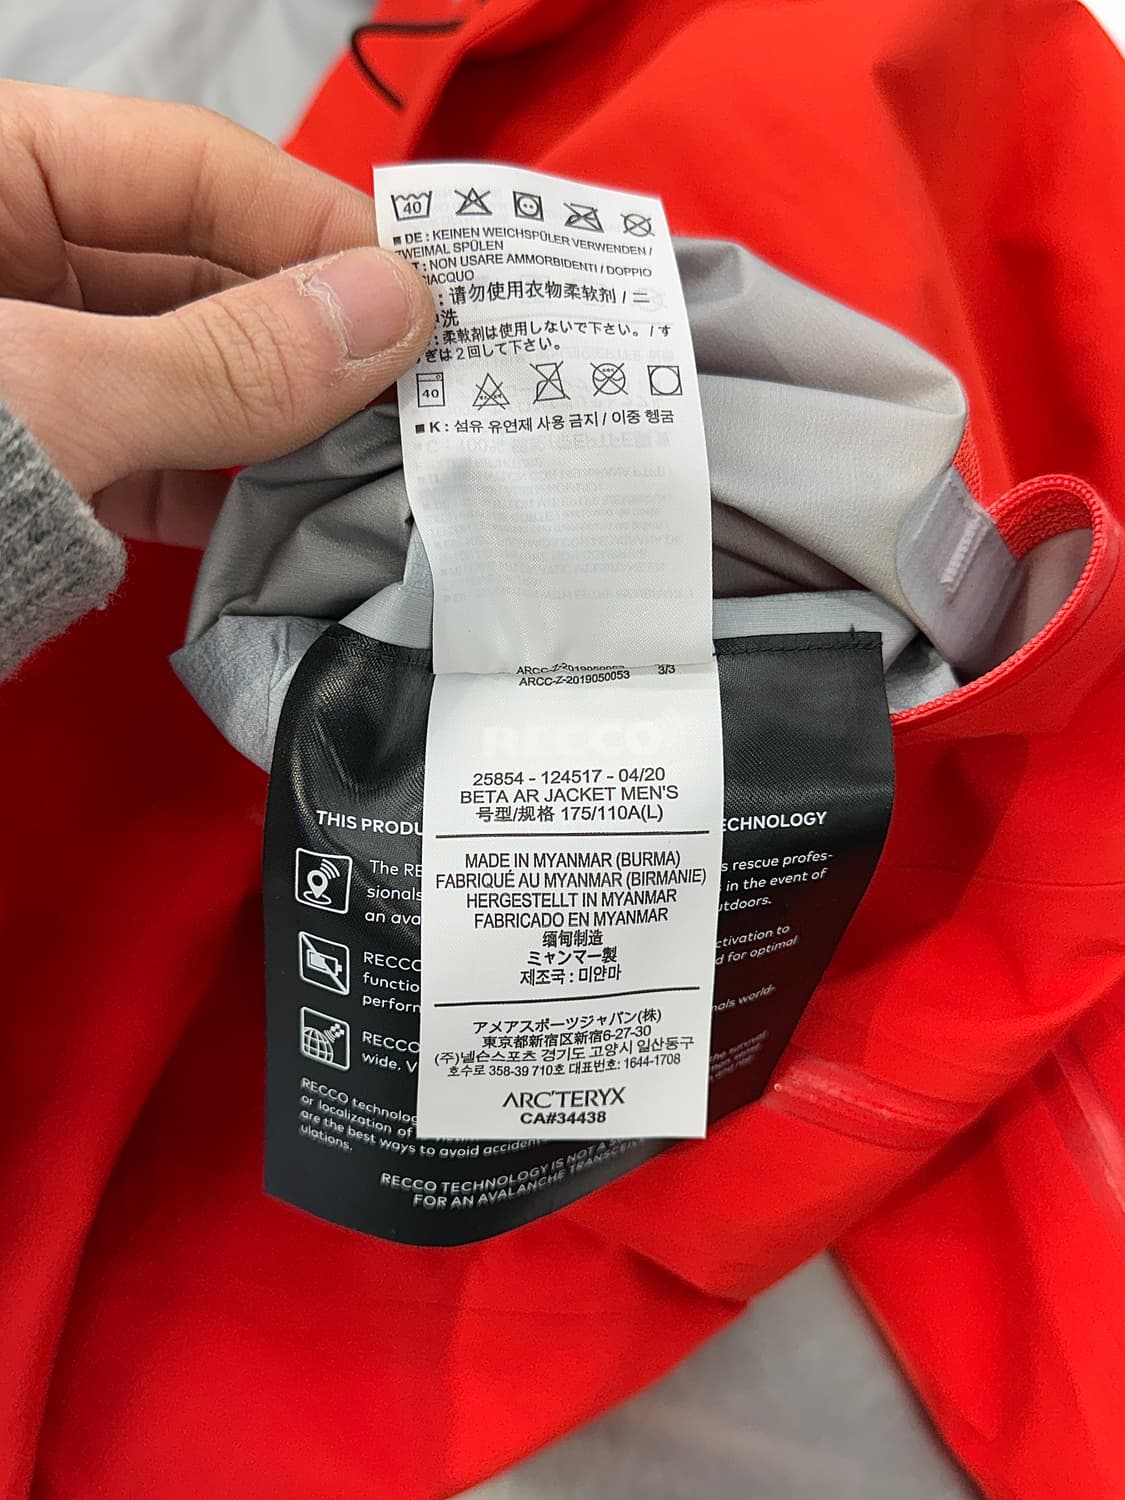 40
■ DE : KEINEN WEICHSPÜLER VERWENDEN /
ZWEIMAL SPÜLEN
: NON USARE AMMORBIDENTI / DOPPIO
: 请勿使用衣物柔软剂 / 二
洗
: 柔軟剤は使用しないで下さい。/ す
ぎは2回して下さい。
40
■ K : 섬유 유연제 사용 금지 / 이중 헹굼
ARCC-Z-2019050053 3/3
ARCC-Z-2019050053
RECCO
25854 - 124517 - 04/20
BETA AR JACKET MEN'S
号型/规格 175/110A(L)
MADE IN MYANMAR (BURMA)
FABRIQUÉ AU MYANMAR (BIRMANIE)
HERGESTELLT IN MYANMAR
FABRICADO EN MYANMAR
缅甸制造
ミャンマー製
제조국 : 미얀마
アメアスポーツジャパン(株)
東京都新宿区新宿6-27-30
(주)넬슨스포츠 경기도 고양시 일산동구
호수로 358-39 710호 대표번호: 1644-1708
ARC'TERYX
CA#34438
THIS PRODU
ECHNOLOGY
The RE
sionals
an ava
s rescue profes-
in the event of
utdoors.
RECCO
functio
perforn
ctivation to
d for optimal
RECCO
wide. V
nals world-
RECCO technolog
or localization of
are the best ways to avoid acciden
ulations.
the survival
RECCO TECHNOLOGY IS NOT A
FOR AN AVALANCHE TRANSCEI